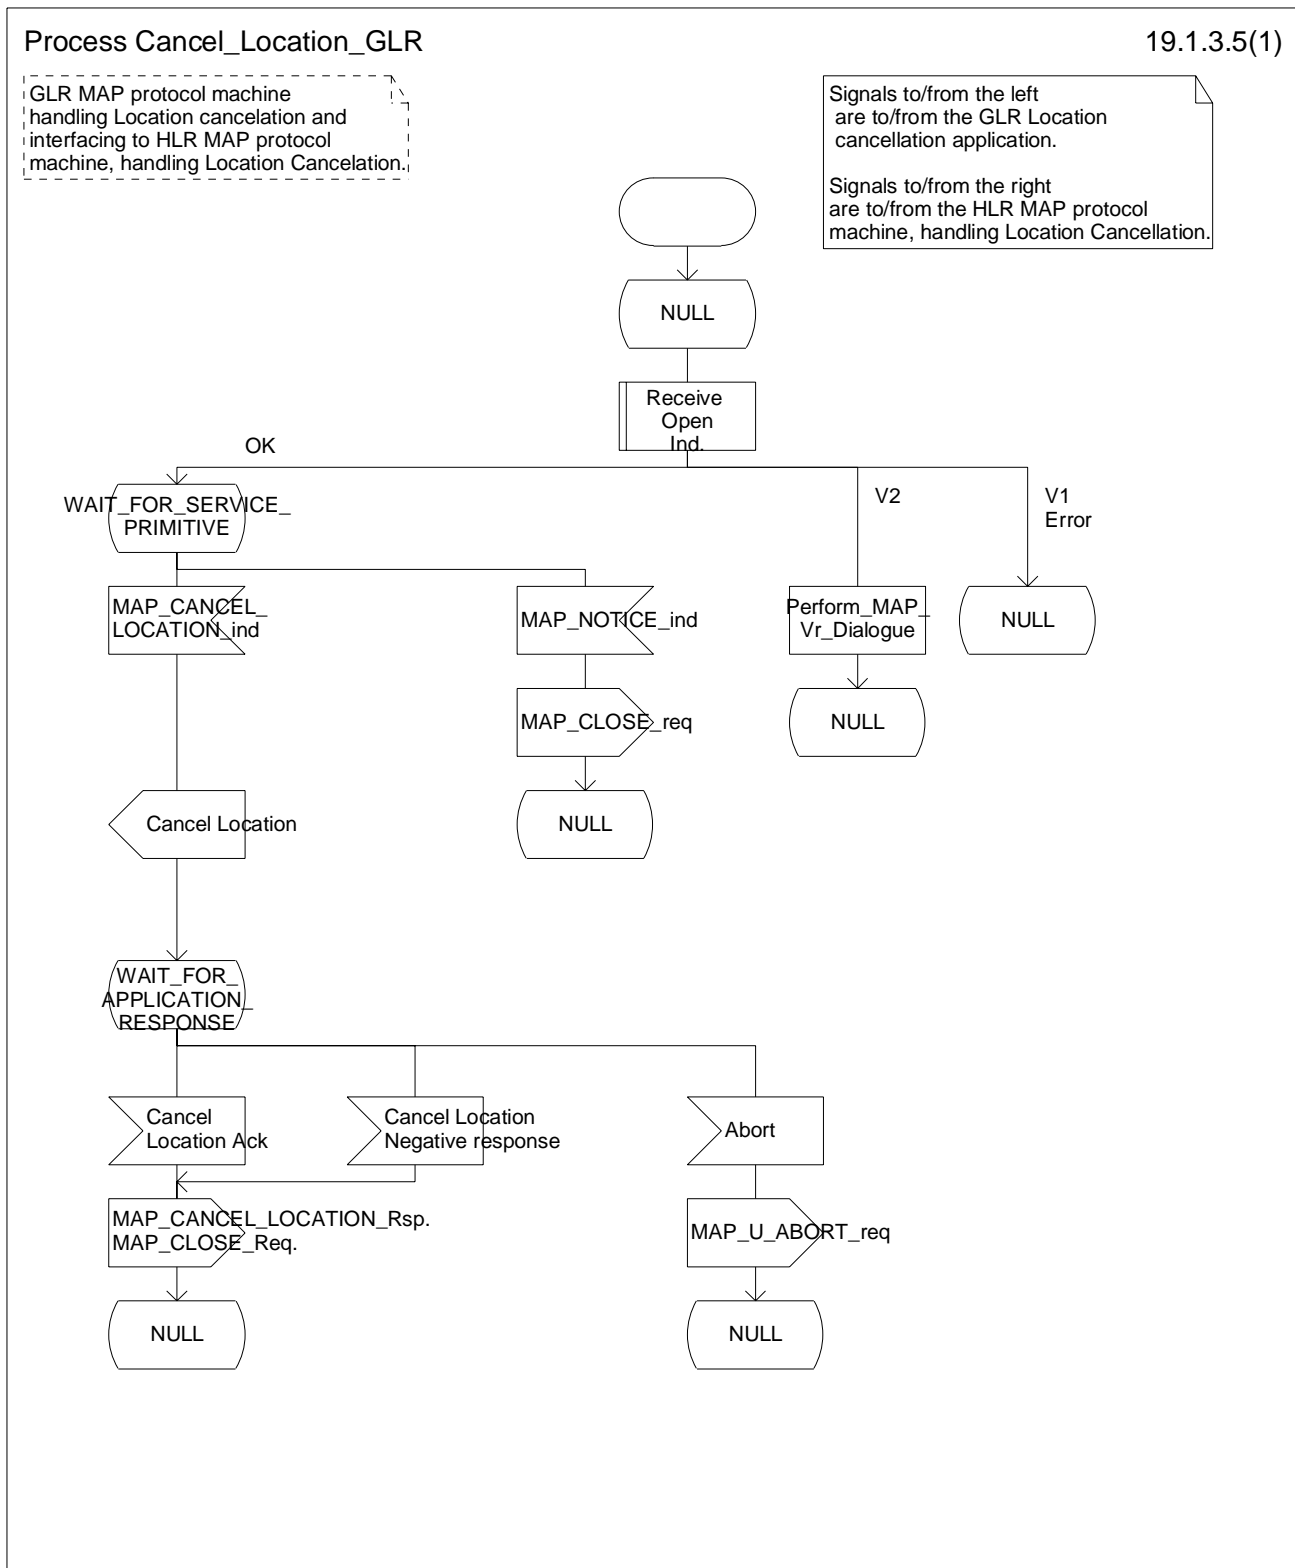 Process Cancel_Location_GLR
19.1.3.5(1)
GLR MAP protocol machine
handling Location cancelation and
interfacing to HLR MAP protocol
machine, handling Location Cancelation.
Signals to/from the left
are to/from the GLR Location
cancellation application.
Signals to/from the right
are to/from the HLR MAP protocol
machine, handling Location Cancellation.
NULL
Receive
Open
Ind.
OK
V2
V1
Error
WAIT_FOR_SERVICE_
PRIMITIVE
MAP_CANCEL_
LOCATION_ind
MAP_NOTICE_ind
Perform_MAP_
Vr_Dialogue
NULL
MAP_CLOSE_req
NULL
Cancel Location
NULL
WAIT_FOR_
APPLICATION_
RESPONSE
Cancel
Location Ack
Cancel Location
Negative response
Abort
MAP_CANCEL_LOCATION_Rsp.
MAP_CLOSE_Req.
MAP_U_ABORT_req
NULL
NULL